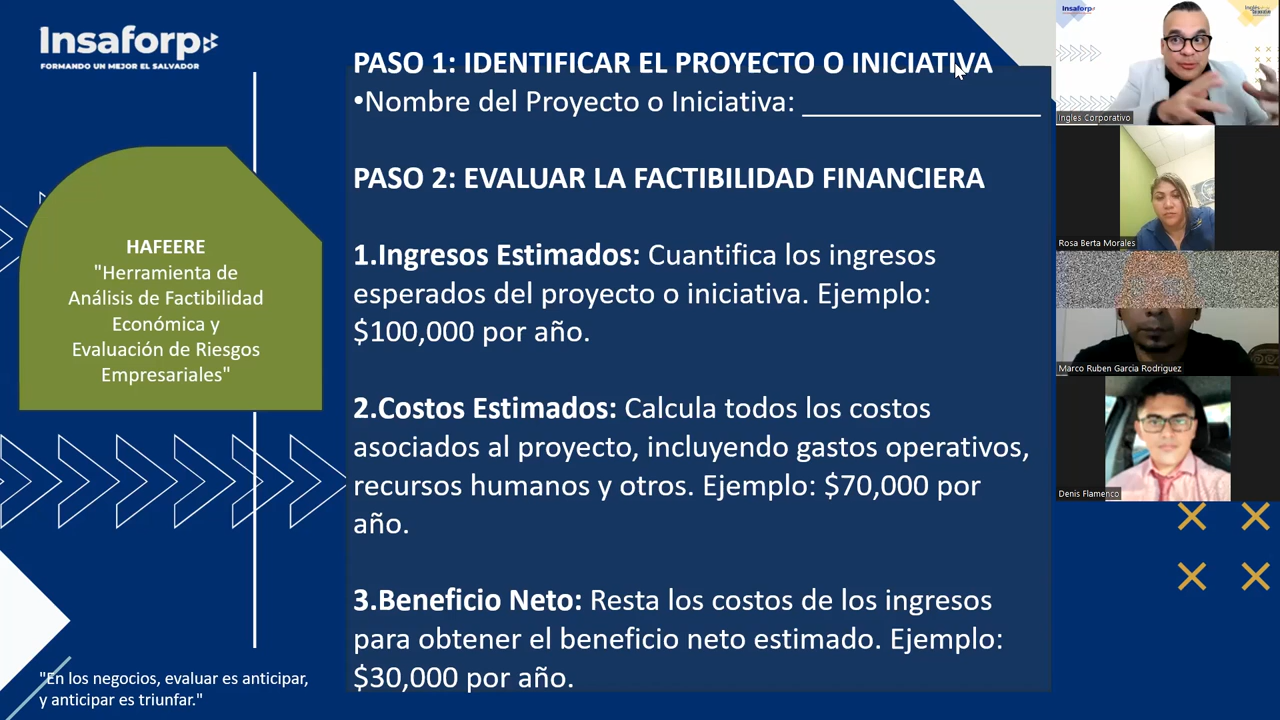 Insaforp
FORMANDO UN MEJOR EL SALVADOR
HAFEERE
"Herramienta de
Análisis de Factibilidad
Económica y
Evaluación de Riesgos
Empresariales"
"En los negocios, evaluar es anticipar,
y anticipar es triunfar."
PASO 1: IDENTIFICAR EL PROYECTO O INICIATIVA
•Nombre del Proyecto o Iniciativa: _______________
PASO 2: EVALUAR LA FACTIBILIDAD FINANCIERA
1.Ingresos Estimados: Cuantifica los ingresos
esperados del proyecto o iniciativa. Ejemplo:
$100,000 por año.
2.Costos Estimados: Calcula todos los costos
asociados al proyecto, incluyendo gastos operativos,
recursos humanos y otros. Ejemplo: $70,000 por
año.
3.Beneficio Neto: Resta los costos de los ingresos
para obtener el beneficio neto estimado. Ejemplo:
$30,000 por año.
Insaforp
Ingles Corporativo
Rosa Berta Morales
Marco Ruben Garcia Rodriguez
Denis Flamenco